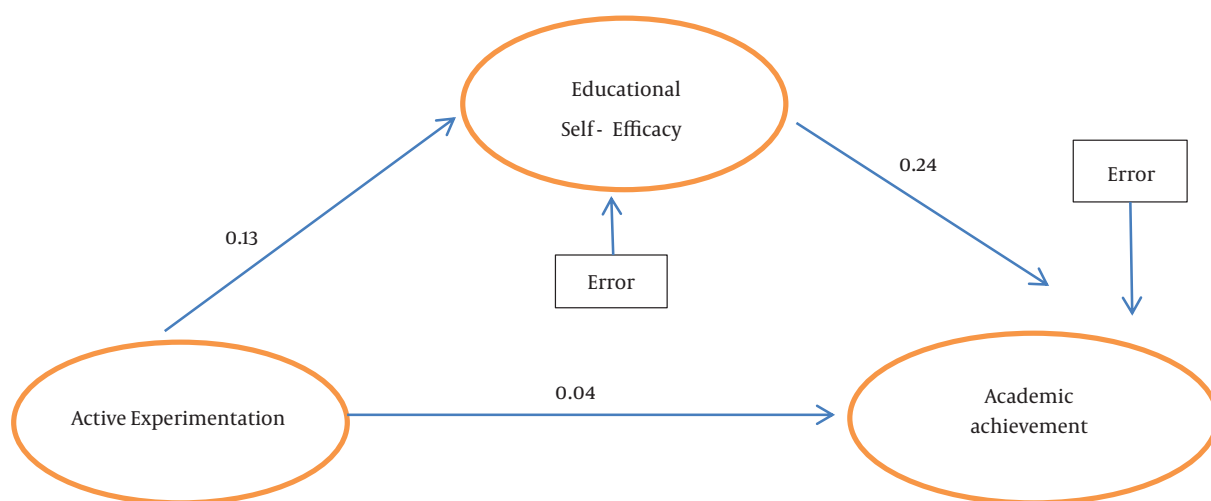 Educational
Self - Efficacy
0.24
Error
0.13
Error
Active Experimentation
0.04
Academic
achievement